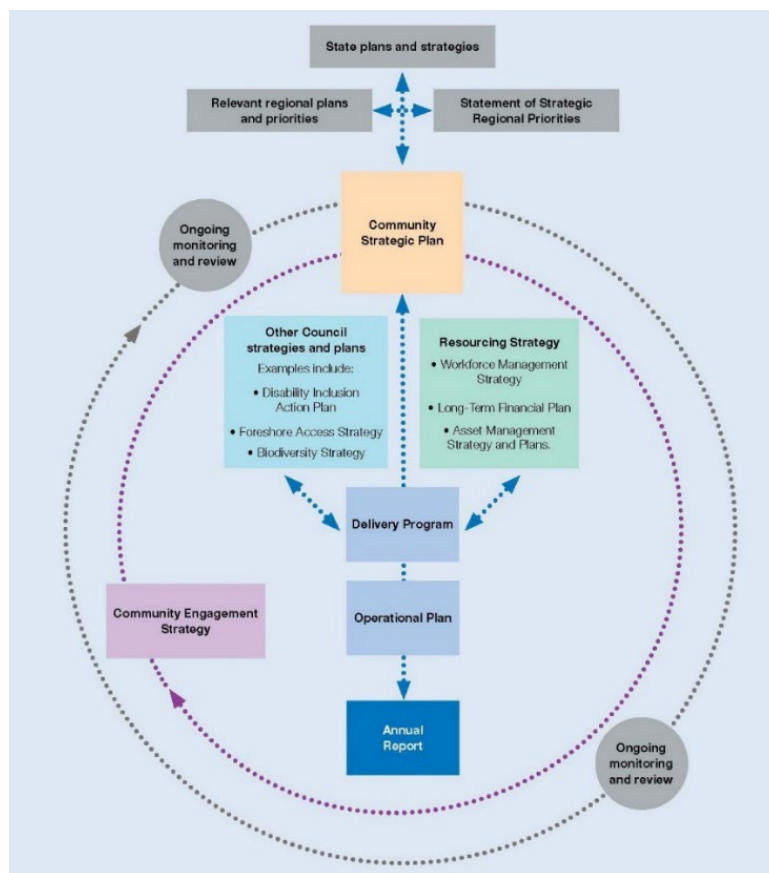 State plans and strategies
Relevant regional plans
and priorities
Statement of Strategic
Regional Priorities
Community
Strategic Plan
Ongoing
monitoring
and review
Other Council
strategies and plans
Examples include:
• Disability Inclusion
Action Plan
• Foreshore Access Strategy
• Biodiversity Strategy
Resourcing Strategy
• Workforce Management
Strategy
• Long-Term Financial Plan
• Asset Management
Strategy and Plans.
Delivery Program
Community Engagement
Strategy
Operational Plan
Annual
Report
Ongoing
monitoring
and review